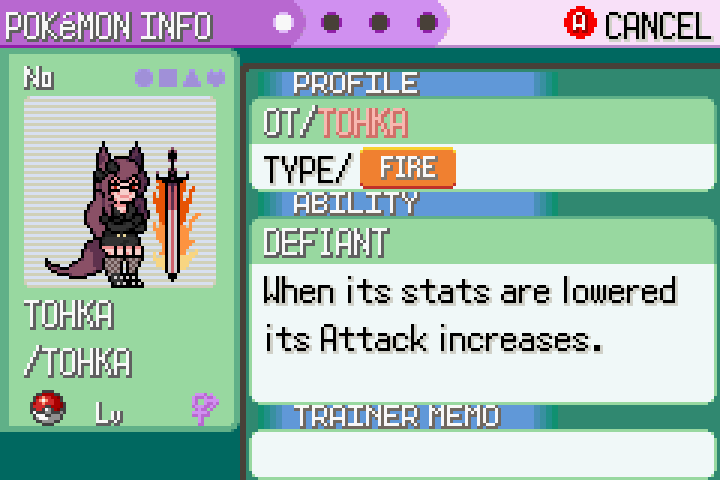 POKéMON INFO
A CANCEL
No
PROFILE
OT/TOHKA
TYPE/ FIRE
ABILITY
DEFIANT
When its stats are lowered
its Attack increases.
TOHKA
/TOHKA
Lv
TRAINER MEMO